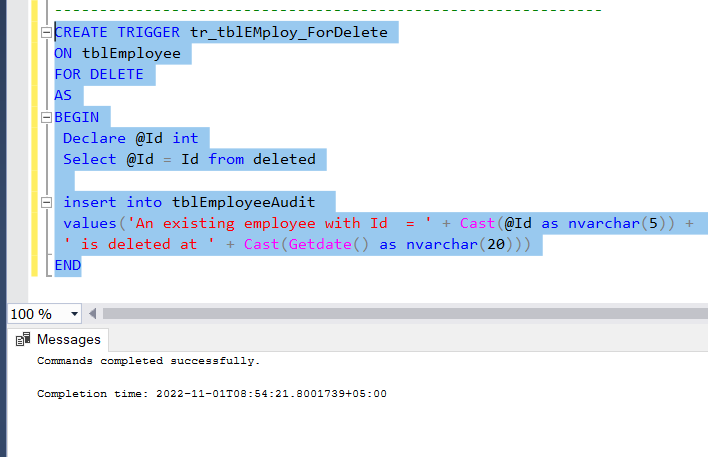 ------------------------------------------------------------
CREATE TRIGGER tr_tblEMploy_ForDelete
ON tblEmployee
FOR DELETE
AS
BEGIN
Declare @Id int
Select @Id = Id from deleted
insert into tblEmployeeAudit
values('An existing employee with Id  = ' + Cast(@Id as nvarchar(5)) +
' is deleted at ' + Cast(Getdate() as nvarchar(20)))
END
100 %
Messages
Commands completed successfully.
Completion time: 2022-11-01T08:54:21.8001739+05:00